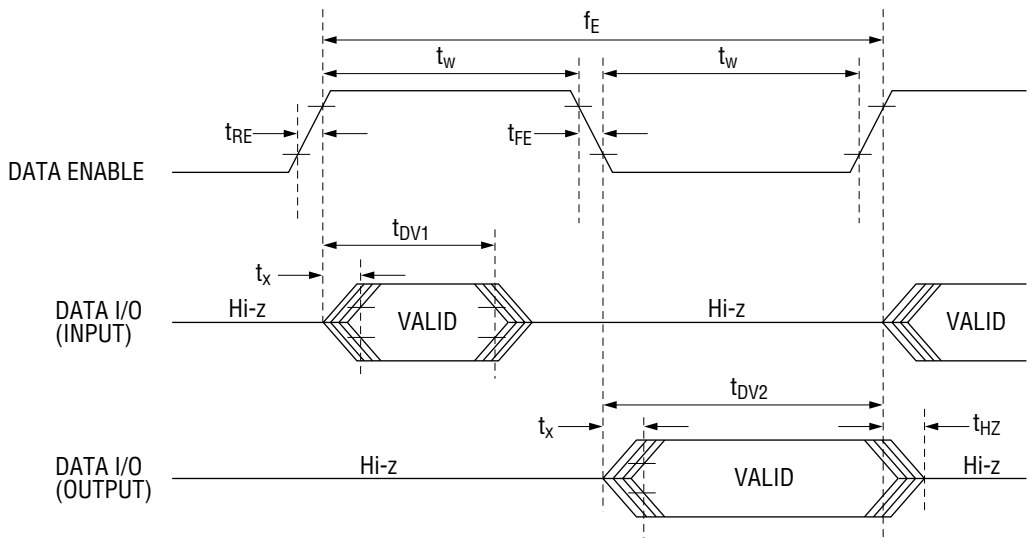 fE
tw tw
tRE tFE
DATA ENABLE
tDV1
tx
DATA I/O
(INPUT)
Hi-z VALID Hi-z VALID
tDV2
tx tHZ
DATA I/O
(OUTPUT)
Hi-z VALID Hi-z